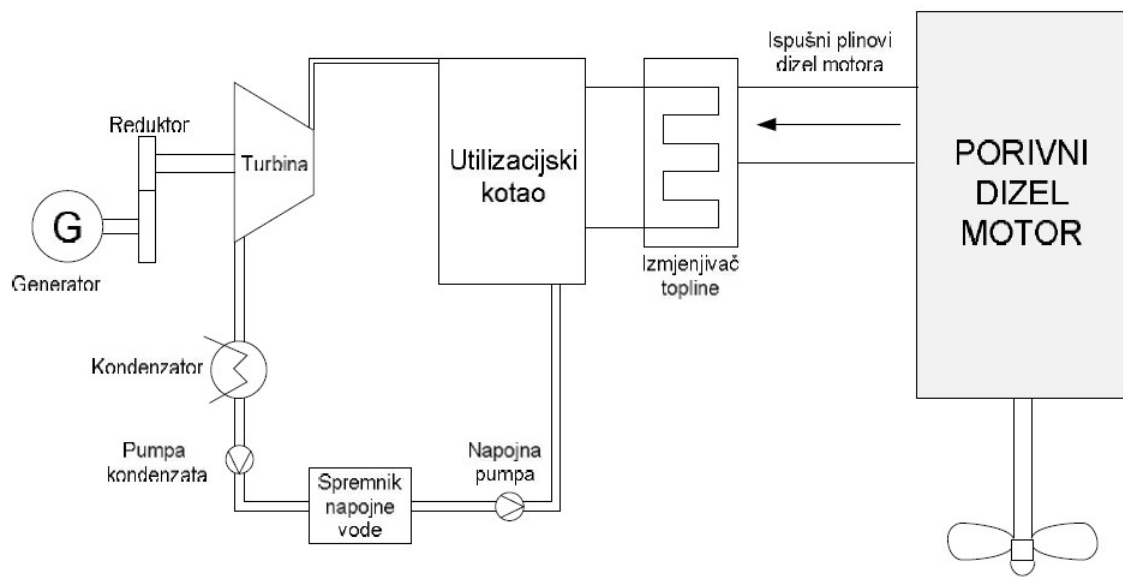 Ispušni plinovi
dizel motora
Reduktor
Turbina
Utilizacijski
kotao
PORIVNI
DIZEL
MOTOR
G
Generator
Izmjenjivač
topline
Kondenzator
Pumpa
kondenzata
Napojna
pumpa
Spremnik
napojne
vode